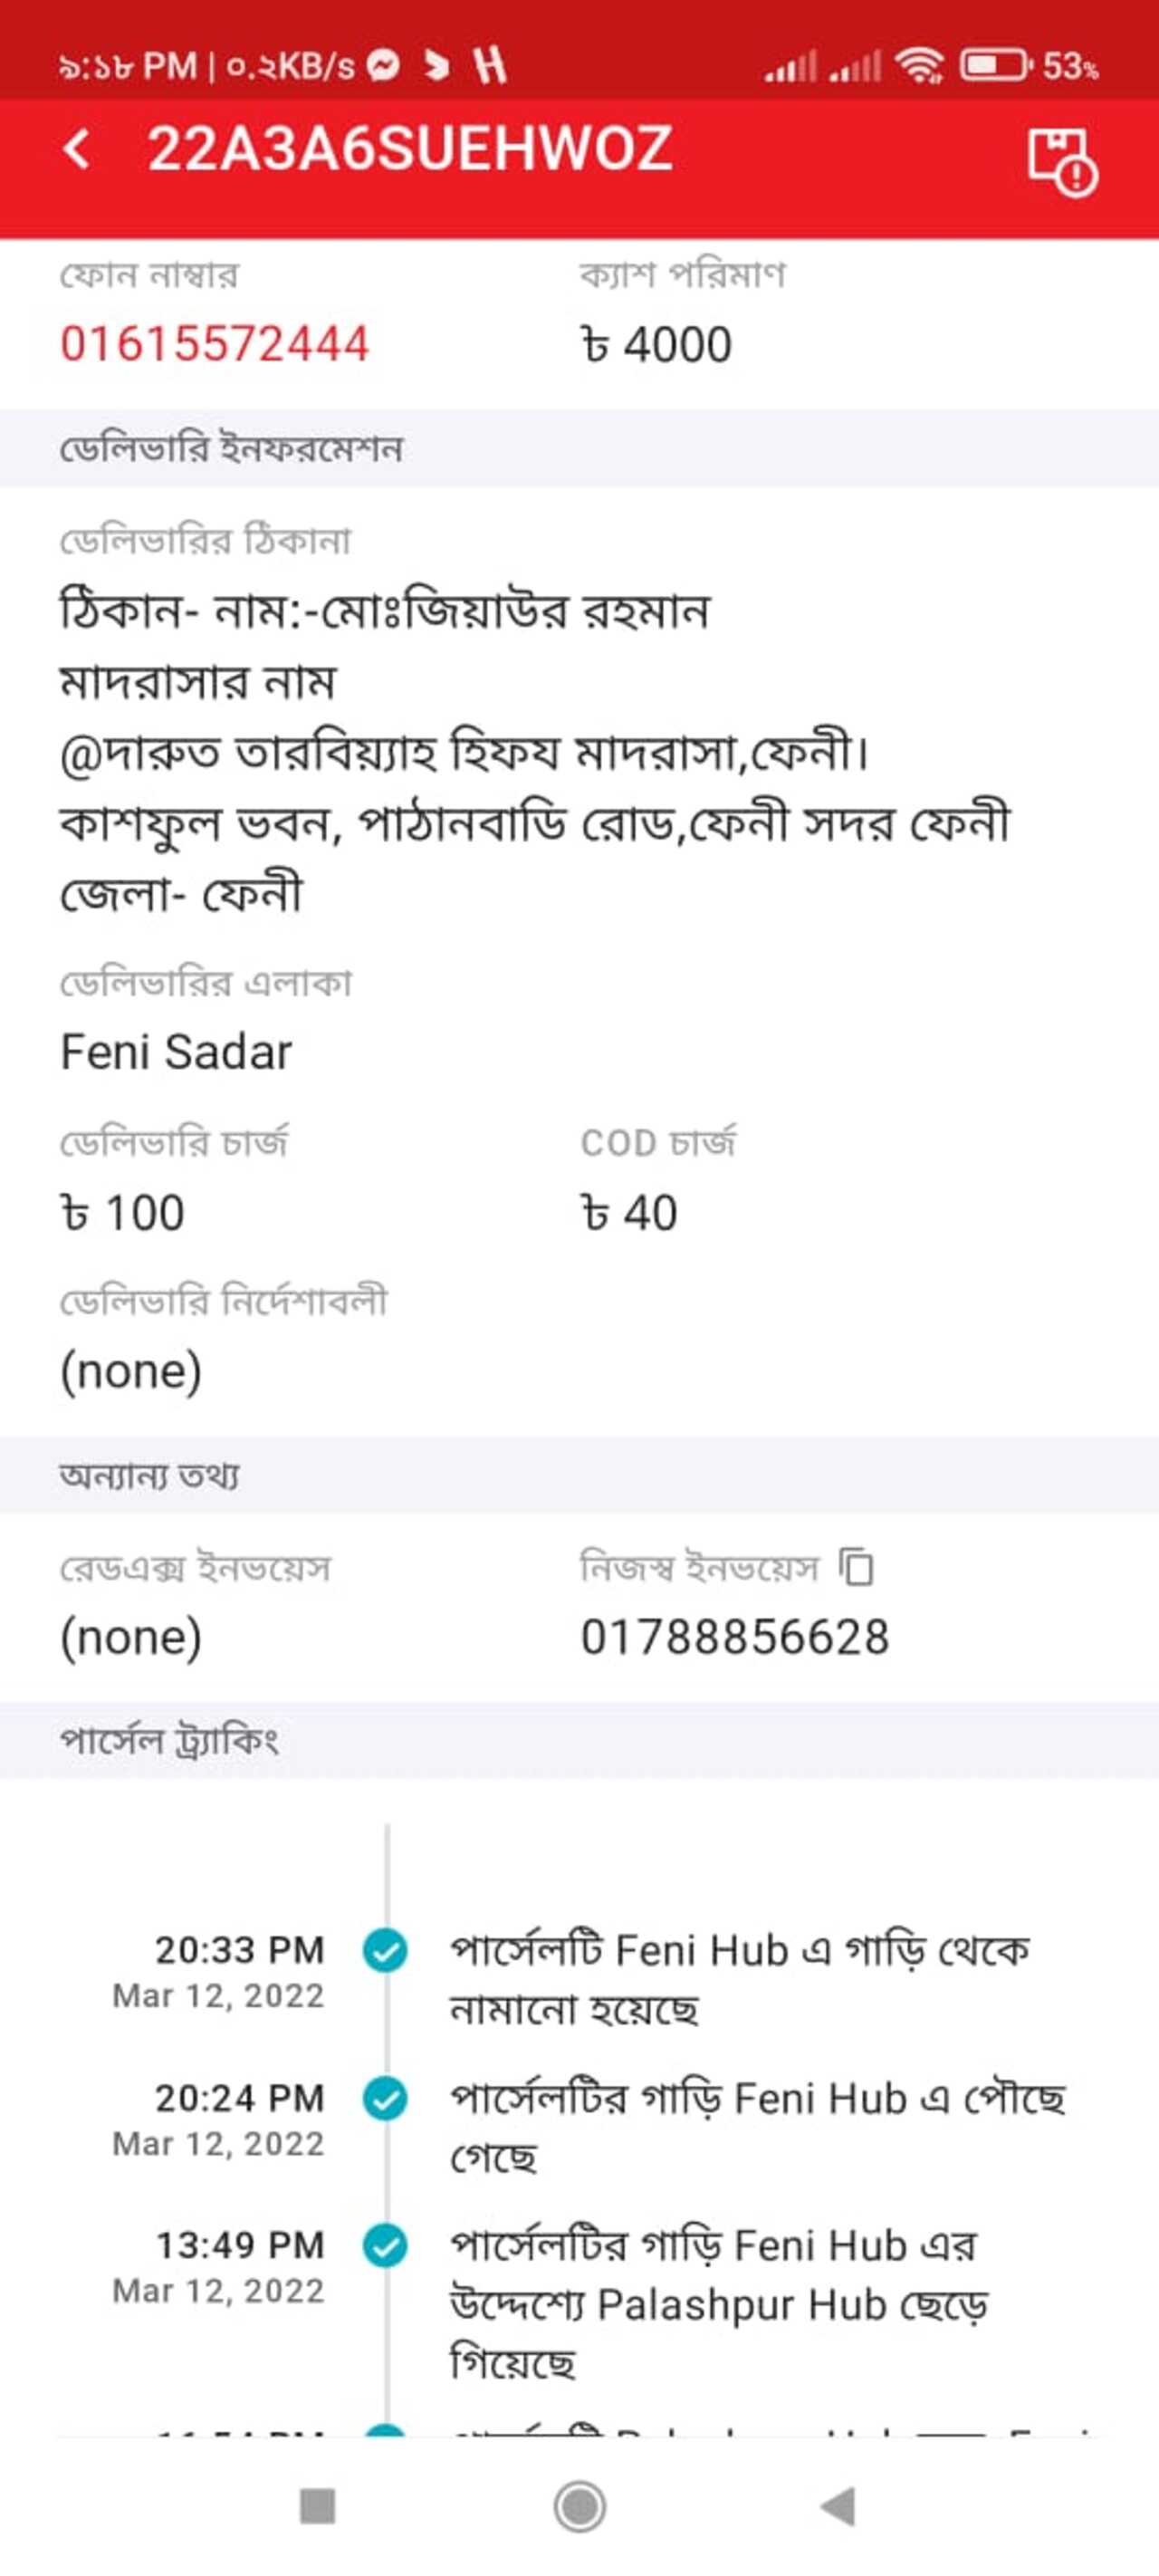 ৯:১৮ PM | ০.২KB/s 53%
22A3A6SUEHWOZ
ফোন নাম্বার ক্যাশ পরিমাণ
01615572444 ৳ 4000
ডেলিভারি ইনফরমেশন
ডেলিভারির ঠিকানা
ঠিকান- নাম:-মোঃজিয়াউর রহমান
মাদরাসার নাম
@দারুত তারবিয়্যাহ হিফয মাদরাসা,ফেনী।
কাশফুল ভবন, পাঠানবাডি রোড,ফেনী সদর ফেনী
জেলা- ফেনী
ডেলিভারির এলাকা
Feni Sadar
ডেলিভারি চার্জ COD চার্জ
৳ 100 ৳ 40
ডেলিভারি নির্দেশাবলী
(none)
অন্যান্য তথ্য
রেডএক্স ইনভয়েস নিজস্ব ইনভয়েস
(none) 01788856628
পার্সেল ট্র্যাকিং
20:33 PM পার্সেলটি Feni Hub এ গাড়ি থেকে
Mar 12, 2022 নামানো হয়েছে
20:24 PM পার্সেলটির গাড়ি Feni Hub এ পৌছে
Mar 12, 2022 গেছে
13:49 PM পার্সেলটির গাড়ি Feni Hub এর
Mar 12, 2022 উদ্দেশ্যে Palashpur Hub ছেড়ে
গিয়েছে